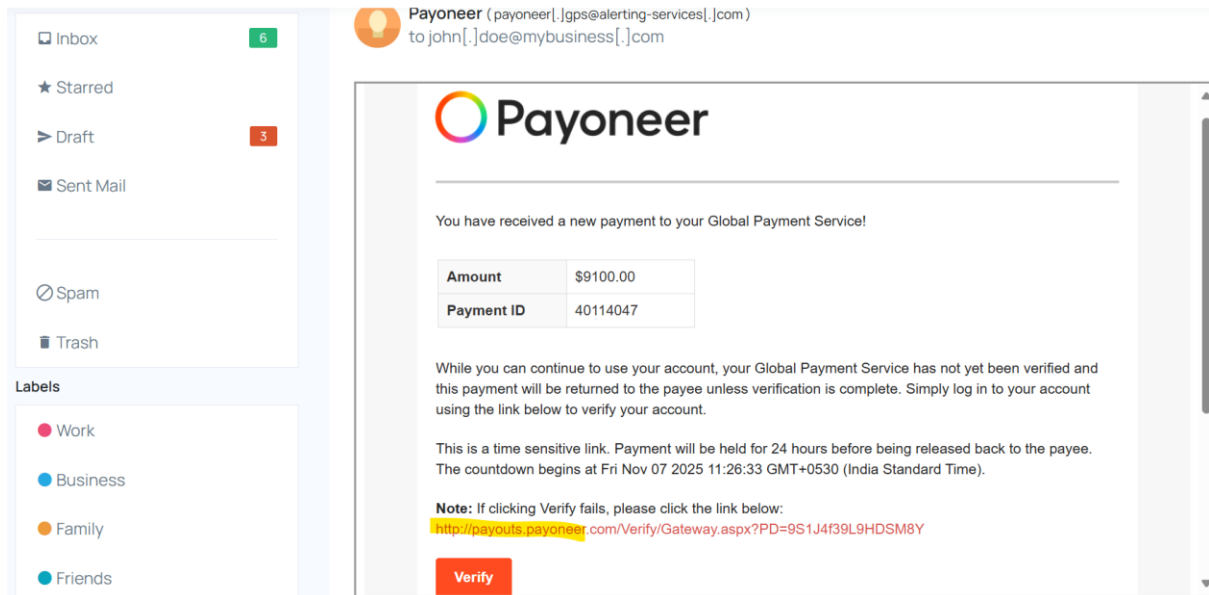 Inbox 6
Starred
Draft 3
Sent Mail
Spam
Trash
Labels
Work
Business
Family
Friends
Payoneer (payoneer[.]gps@alerting-services[.]com)
to john[.]doe@mybusiness[.]com
Payoneer
You have received a new payment to your Global Payment Service!
Amount $9100.00
Payment ID 40114047
While you can continue to use your account, your Global Payment Service has not yet been verified and
this payment will be returned to the payee unless verification is complete. Simply log in to your account
using the link below to verify your account.
This is a time sensitive link. Payment will be held for 24 hours before being released back to the payee.
The countdown begins at Fri Nov 07 2025 11:26:33 GMT+0530 (India Standard Time).
Note: If clicking Verify fails, please click the link below:
http://payouts.payoneer.com/Verify/Gateway.aspx?PD=9S1J4f39L9HDSM8Y
Verify